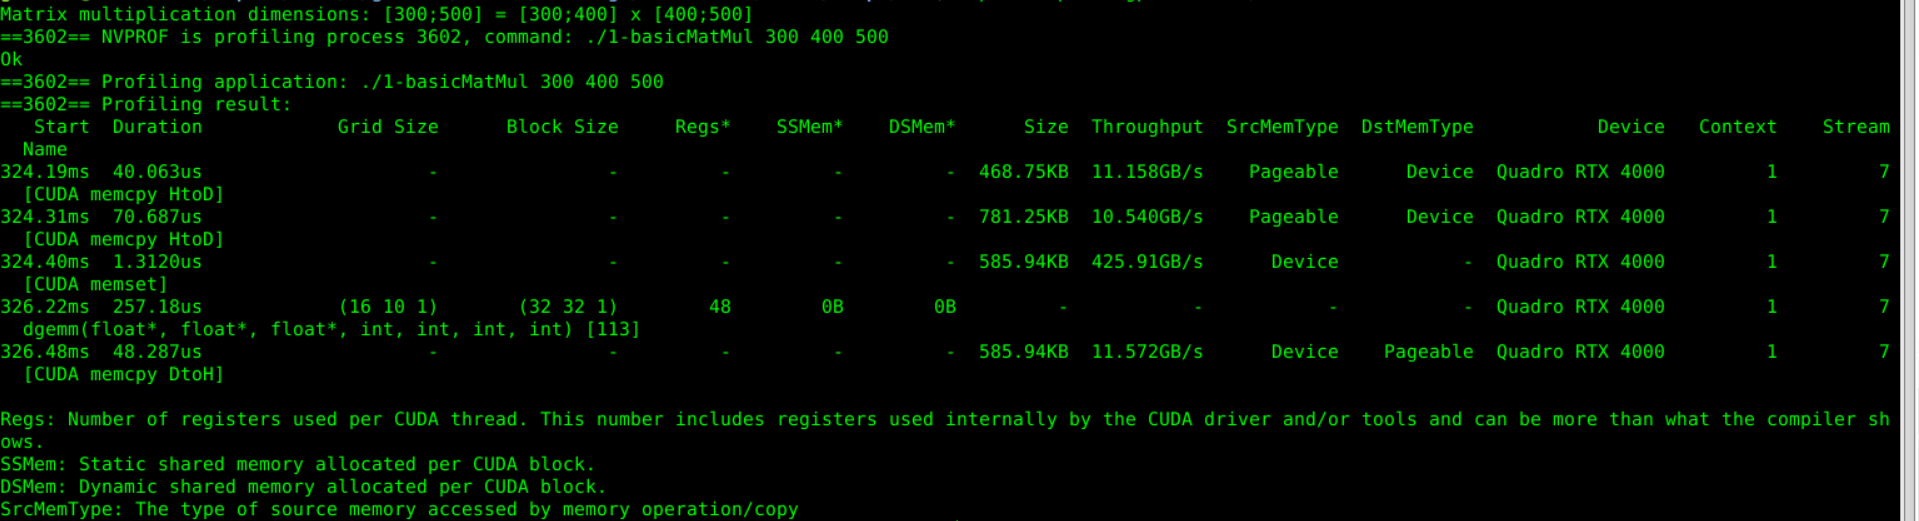 Matrix multiplication dimensions: [300;500] = [300;400] x [400;500]
==3602== NVPROF is profiling process 3602, command: ./1-basicMatMul 300 400 500
Ok
==3602== Profiling application: ./1-basicMatMul 300 400 500
==3602== Profiling result:
   Start  Duration            Grid Size      Block Size     Regs*    SSMem*    DSMem*      Size  Throughput  SrcMemType  DstMemType           Device   Context    Stream
  Name
324.19ms  40.063us                    -               -         -         -         -  468.75KB  11.158GB/s    Pageable      Device  Quadro RTX 4000         1         7
  [CUDA memcpy HtoD]
324.31ms  70.687us                    -               -         -         -         -  781.25KB  10.540GB/s    Pageable      Device  Quadro RTX 4000         1         7
  [CUDA memcpy HtoD]
324.40ms  1.3120us                    -               -         -         -         -  585.94KB  425.91GB/s      Device           -  Quadro RTX 4000         1         7
  [CUDA memset]
326.22ms  257.18us            (16 10 1)       (32 32 1)        48        0B        0B         -           -           -           -  Quadro RTX 4000         1         7
  dgemm(float*, float*, float*, int, int, int, int) [113]
326.48ms  48.287us                    -               -         -         -         -  585.94KB  11.572GB/s      Device    Pageable  Quadro RTX 4000         1         7
  [CUDA memcpy DtoH]
Regs: Number of registers used per CUDA thread. This number includes registers used internally by the CUDA driver and/or tools and can be more than what the compiler sh
ows.
SSMem: Static shared memory allocated per CUDA block.
DSMem: Dynamic shared memory allocated per CUDA block.
SrcMemType: The type of source memory accessed by memory operation/copy